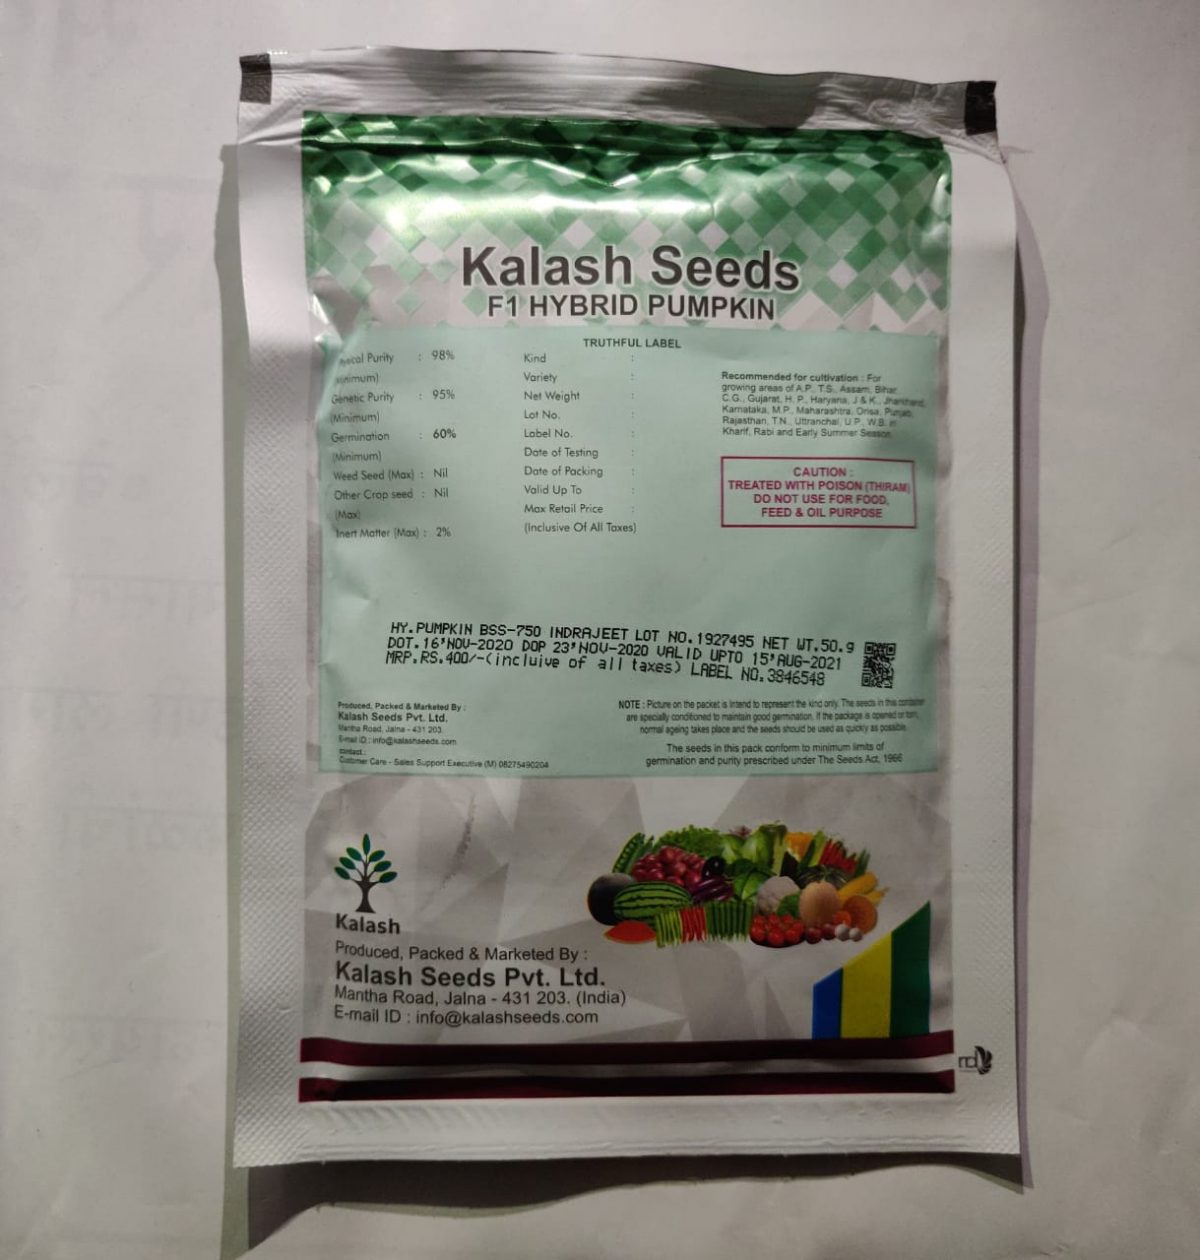 Kalash Seeds
F1 HYBRID PUMPKIN
TRUTHFUL LABEL
Physical Purity : 98%
(Minimum)
Genetic Purity : 95%
(Minimum)
Germination : 60%
(Minimum)
Weed Seed (Max) : Nil
Other Crop seed : Nil
(Max)
Inert Matter (Max) : 2%
Kind :
Variety :
Net Weight :
Lot No. :
Label No. :
Date of Testing :
Date of Packing :
Valid Up To :
Max Retail Price :
(Inclusive Of All Taxes)
Recommended for cultivation : For
growing areas of A.P., T.S., Assam, Bihar,
C.G., Gujarat, H. P., Haryana, J & K., Jharkhand,
Karnataka, M.P., Maharashtra, Orisa, Punjab,
Rajasthan, T.N., Uttranchal, U.P., W.B. in
Kharif, Rabi and Early Summer Season.
CAUTION :
TREATED WITH POISON (THIRAM)
DO NOT USE FOR FOOD,
FEED & OIL PURPOSE
HY.PUMPKIN BSS-750 INDRAJEET LOT NO.1927495 NET WT.50.g
DOT.16'NOV-2020 DOP 23'NOV-2020 VALID UPTO 15'AUG-2021
MRP.RS.400/-(incluive of all taxes) LABEL NO.3846548
Produced, Packed & Marketed By :
Kalash Seeds Pvt. Ltd.
Mantha Road, Jalna - 431 203.
E-mail ID : info@kalashseeds.com
contact :
Customer Care - Sales Support Executive (M) 08275490204
NOTE : Picture on the packet is intend to represent the kind only. The seeds in this container
are specially conditioned to maintain good germination, If the package is opened or torn,
normal ageing takes place and the seeds should be used as quickly as possible.
The seeds in this pack conform to minimum limits of
germination and purity prescribed under The Seeds Act, 1966
Kalash
Produced, Packed & Marketed By :
Kalash Seeds Pvt. Ltd.
Mantha Road, Jalna - 431 203. (India)
E-mail ID : info@kalashseeds.com